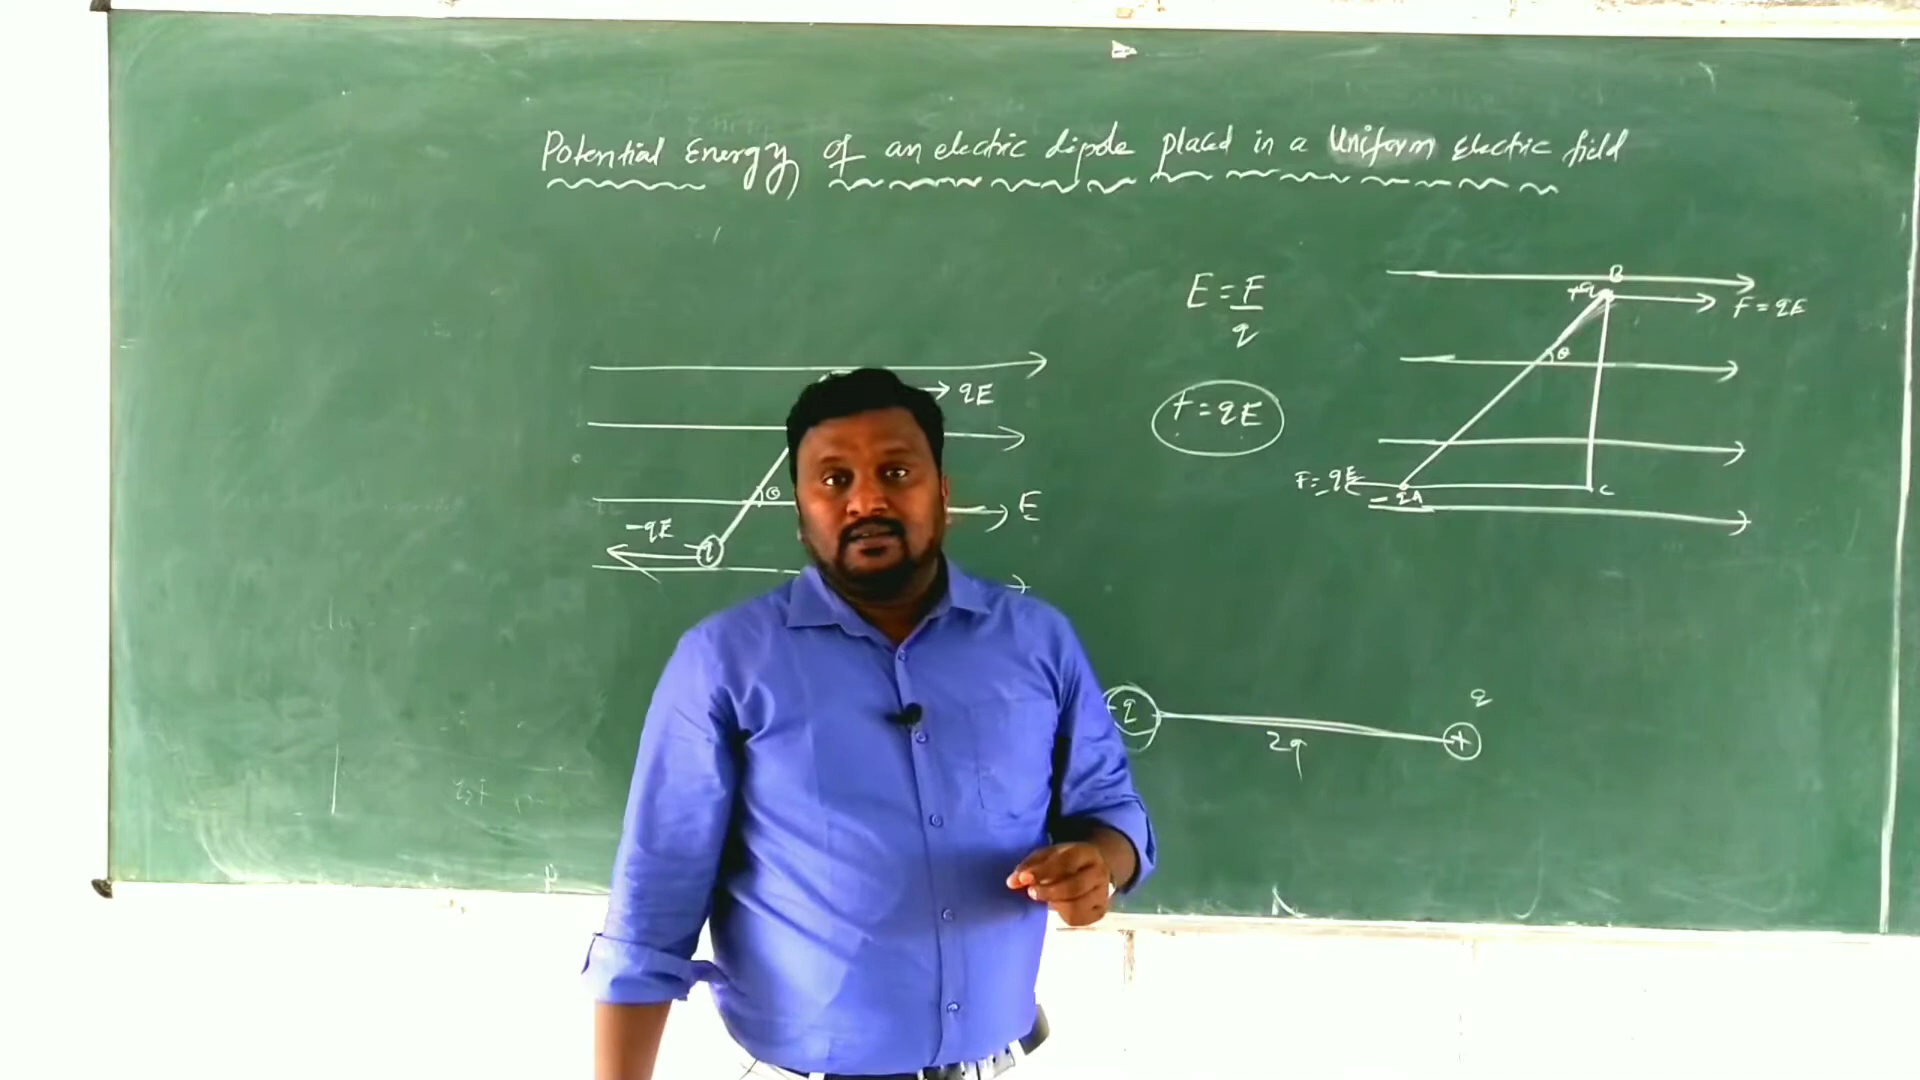 Potential Energy of an electric dipole placed in a Uniform Electric field
E = F
q
F = qE
qE
θ
E
-qE
q
B
+q
F = qE
θ
F = qE
-q A
C
-q
2a
q
+